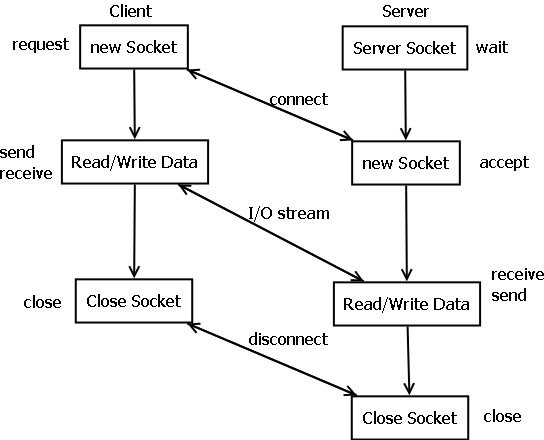 Client
Server
request
new Socket
Server Socket
wait
connect
send
receive
Read/Write Data
new Socket
accept
I/O stream
close
Close Socket
receive
send
Read/Write Data
disconnect
Close Socket
close